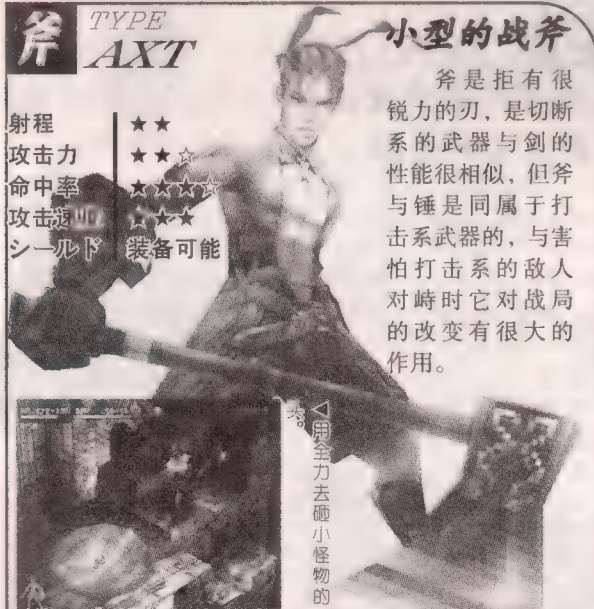 斧
TYPE
AXT
射程 ★★
攻击力 ★★☆
命中率 ★★★☆
攻击速 ★★★
シールド 装备可能
小型的战斧
斧是拒有很
锐力的刃，是切断
系的武器与剑的
性能很相似，但斧
与锤是同属于打
击系武器的，与害
怕打击系的敌人
对峙时它对战局
的改变有很大的
作用。
◁用全力去砸小怪物的
头。